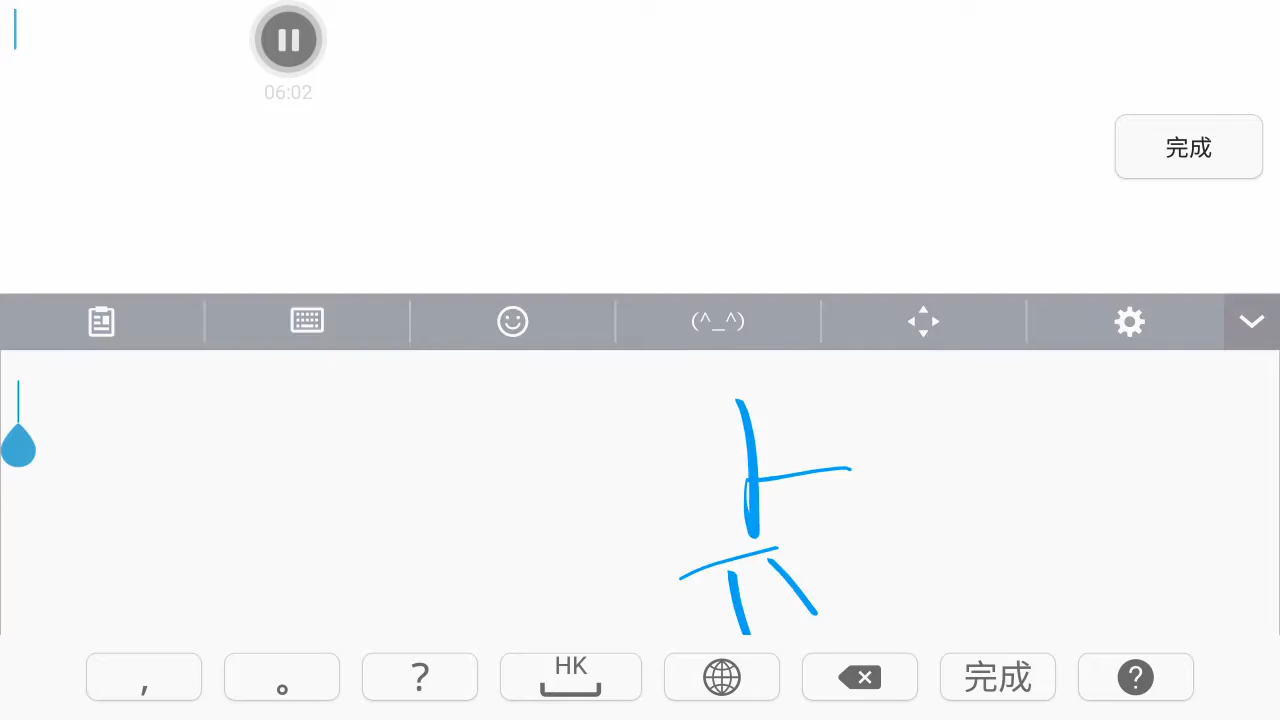 06:02
完成
(^_^)
, 。 ? HK 完成 ?